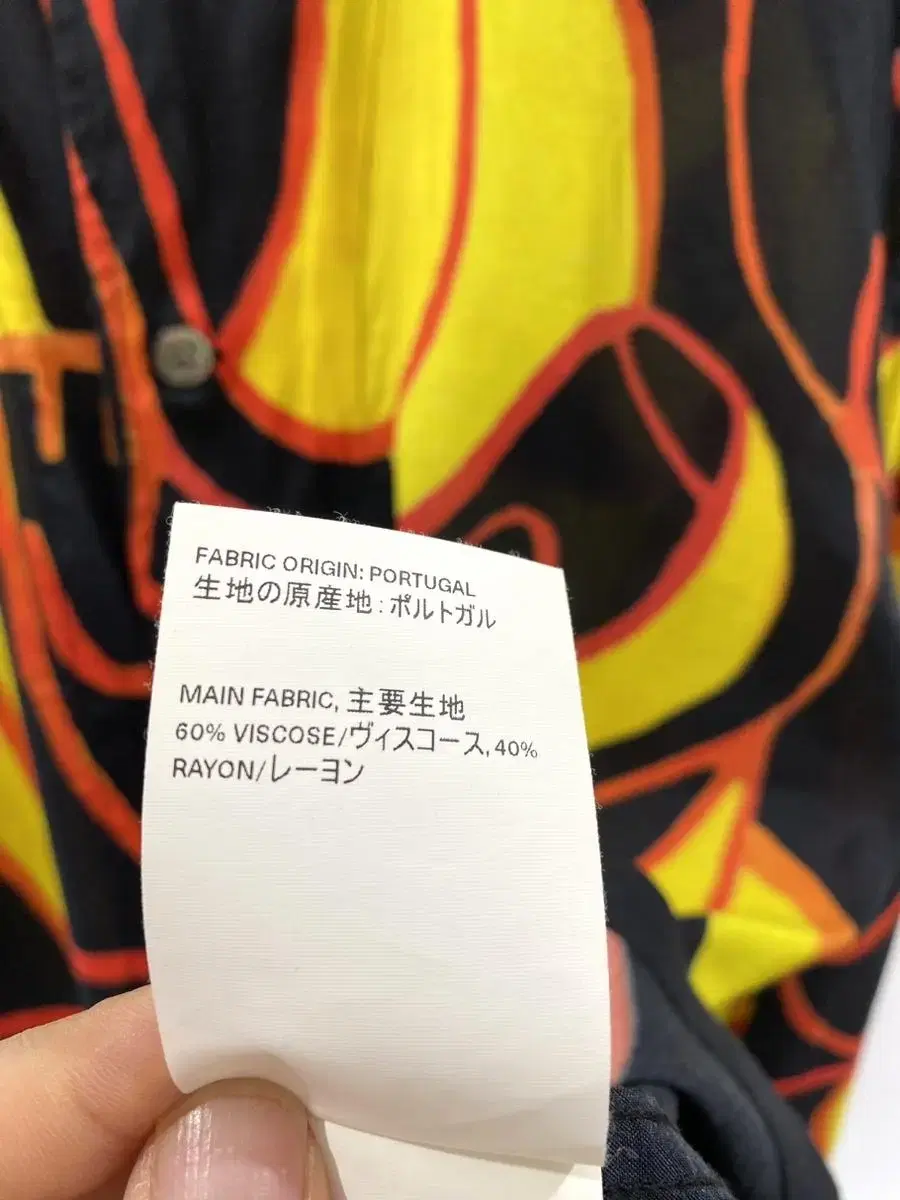 FABRIC ORIGIN: PORTUGAL
生地の原産地：ポルトガル
MAIN FABRIC, 主要生地
60% VISCOSE/ヴィスコース, 40%
RAYON/レーヨン